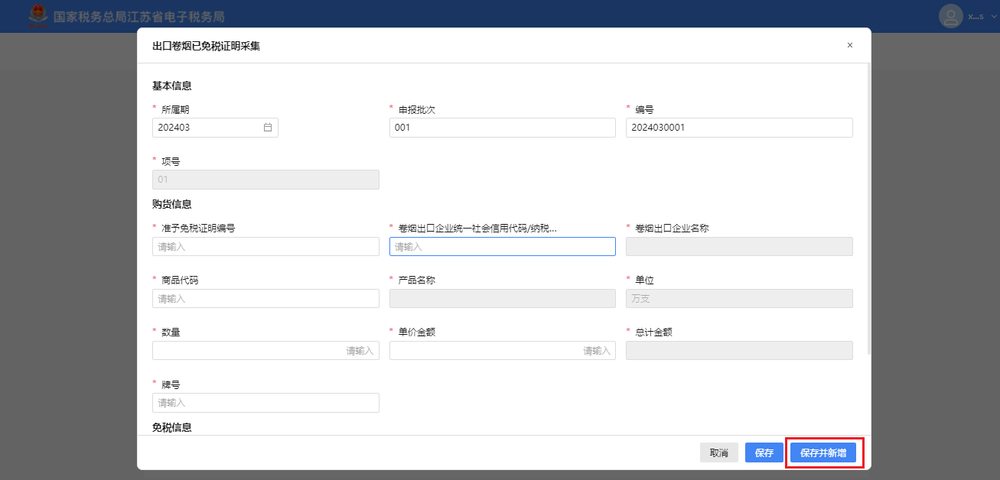 国家税务总局江苏省电子税务局
x...s
出口卷烟已免税证明采集
×
基本信息
* 所属期 * 申报批次 * 编号
202403 001 2024030001
* 项号
01
购货信息
* 准予免税证明编号 * 卷烟出口企业统一社会信用代码/纳税... * 卷烟出口企业名称
请输入 请输入
* 商品代码 * 产品名称 * 单位
请输入 万支
* 数量 * 单价金额 * 总计金额
请输入 请输入
* 牌号
请输入
免税信息
取消 保存 保存并新增